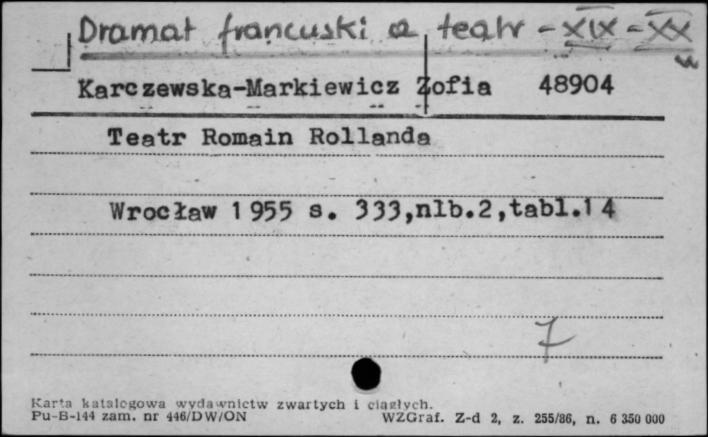 Dramat francuski a teatr - XIX - XX w
Karczewska-Markiewicz Zofia 48904
Teatr Romain Rollanda
Wrocław 1955 s. 333,nlb.2,tabl.14
7
Karta katalogowa wydawnictw zwartych i ciągłych.
Pu-B-144 zam. nr 446/DW/ON WZGraf. Z-d 2, z. 255/86, n. 6 350 000